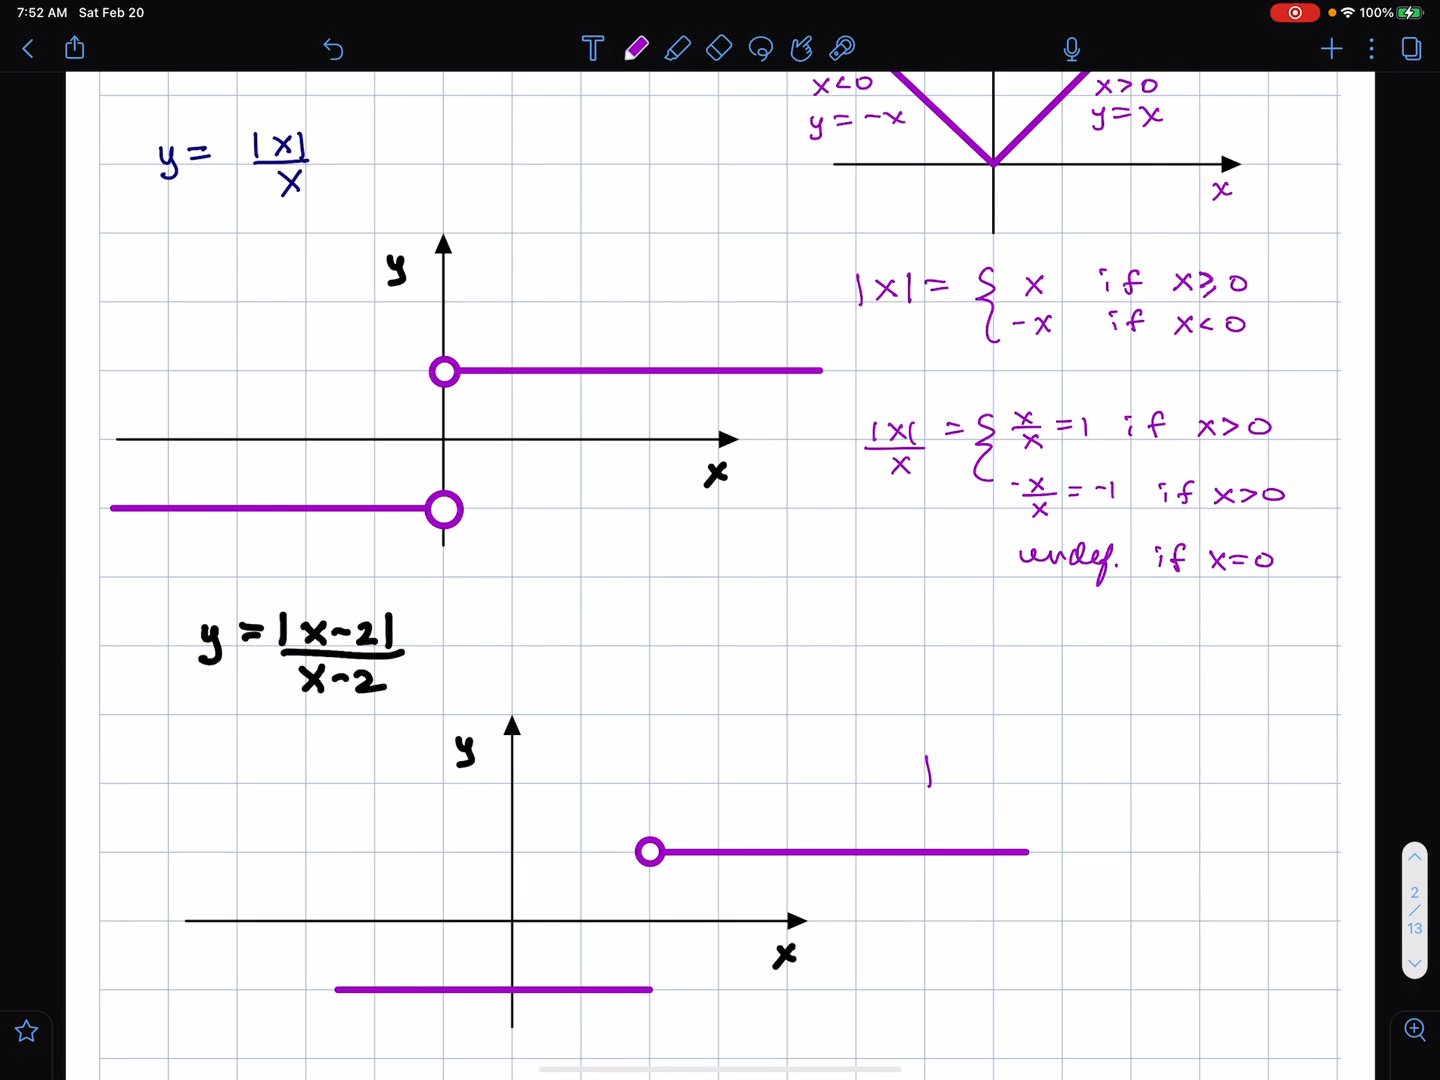 7:52 AM Sat Feb 20
100%
T
x<0
y = -x
x>0
y = x
x
y = |x|/x
y
x
|x| = { x if x≥0
-x if x<0
|x|/x = { x/x = 1 if x>0
-x/x = -1 if x>0
undef. if x=0
y = |x-2|/x-2
y
x
|
2
/
13